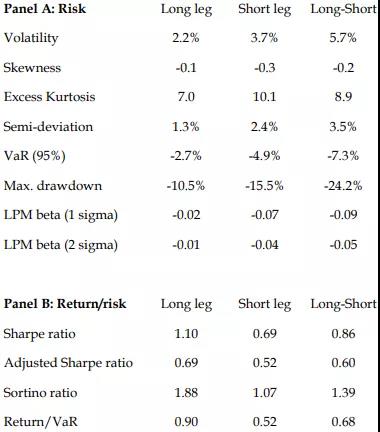 Panel A: Risk Long leg Short leg Long-Short
Volatility 2.2% 3.7% 5.7%
Skewness -0.1 -0.3 -0.2
Excess Kurtosis 7.0 10.1 8.9
Semi-deviation 1.3% 2.4% 3.5%
VaR (95%) -2.7% -4.9% -7.3%
Max. drawdown -10.5% -15.5% -24.2%
LPM beta (1 sigma) -0.02 -0.07 -0.09
LPM beta (2 sigma) -0.01 -0.04 -0.05
Panel B: Return/risk Long leg Short leg Long-Short
Sharpe ratio 1.10 0.69 0.86
Adjusted Sharpe ratio 0.69 0.52 0.60
Sortino ratio 1.88 1.07 1.39
Return/VaR 0.90 0.52 0.68